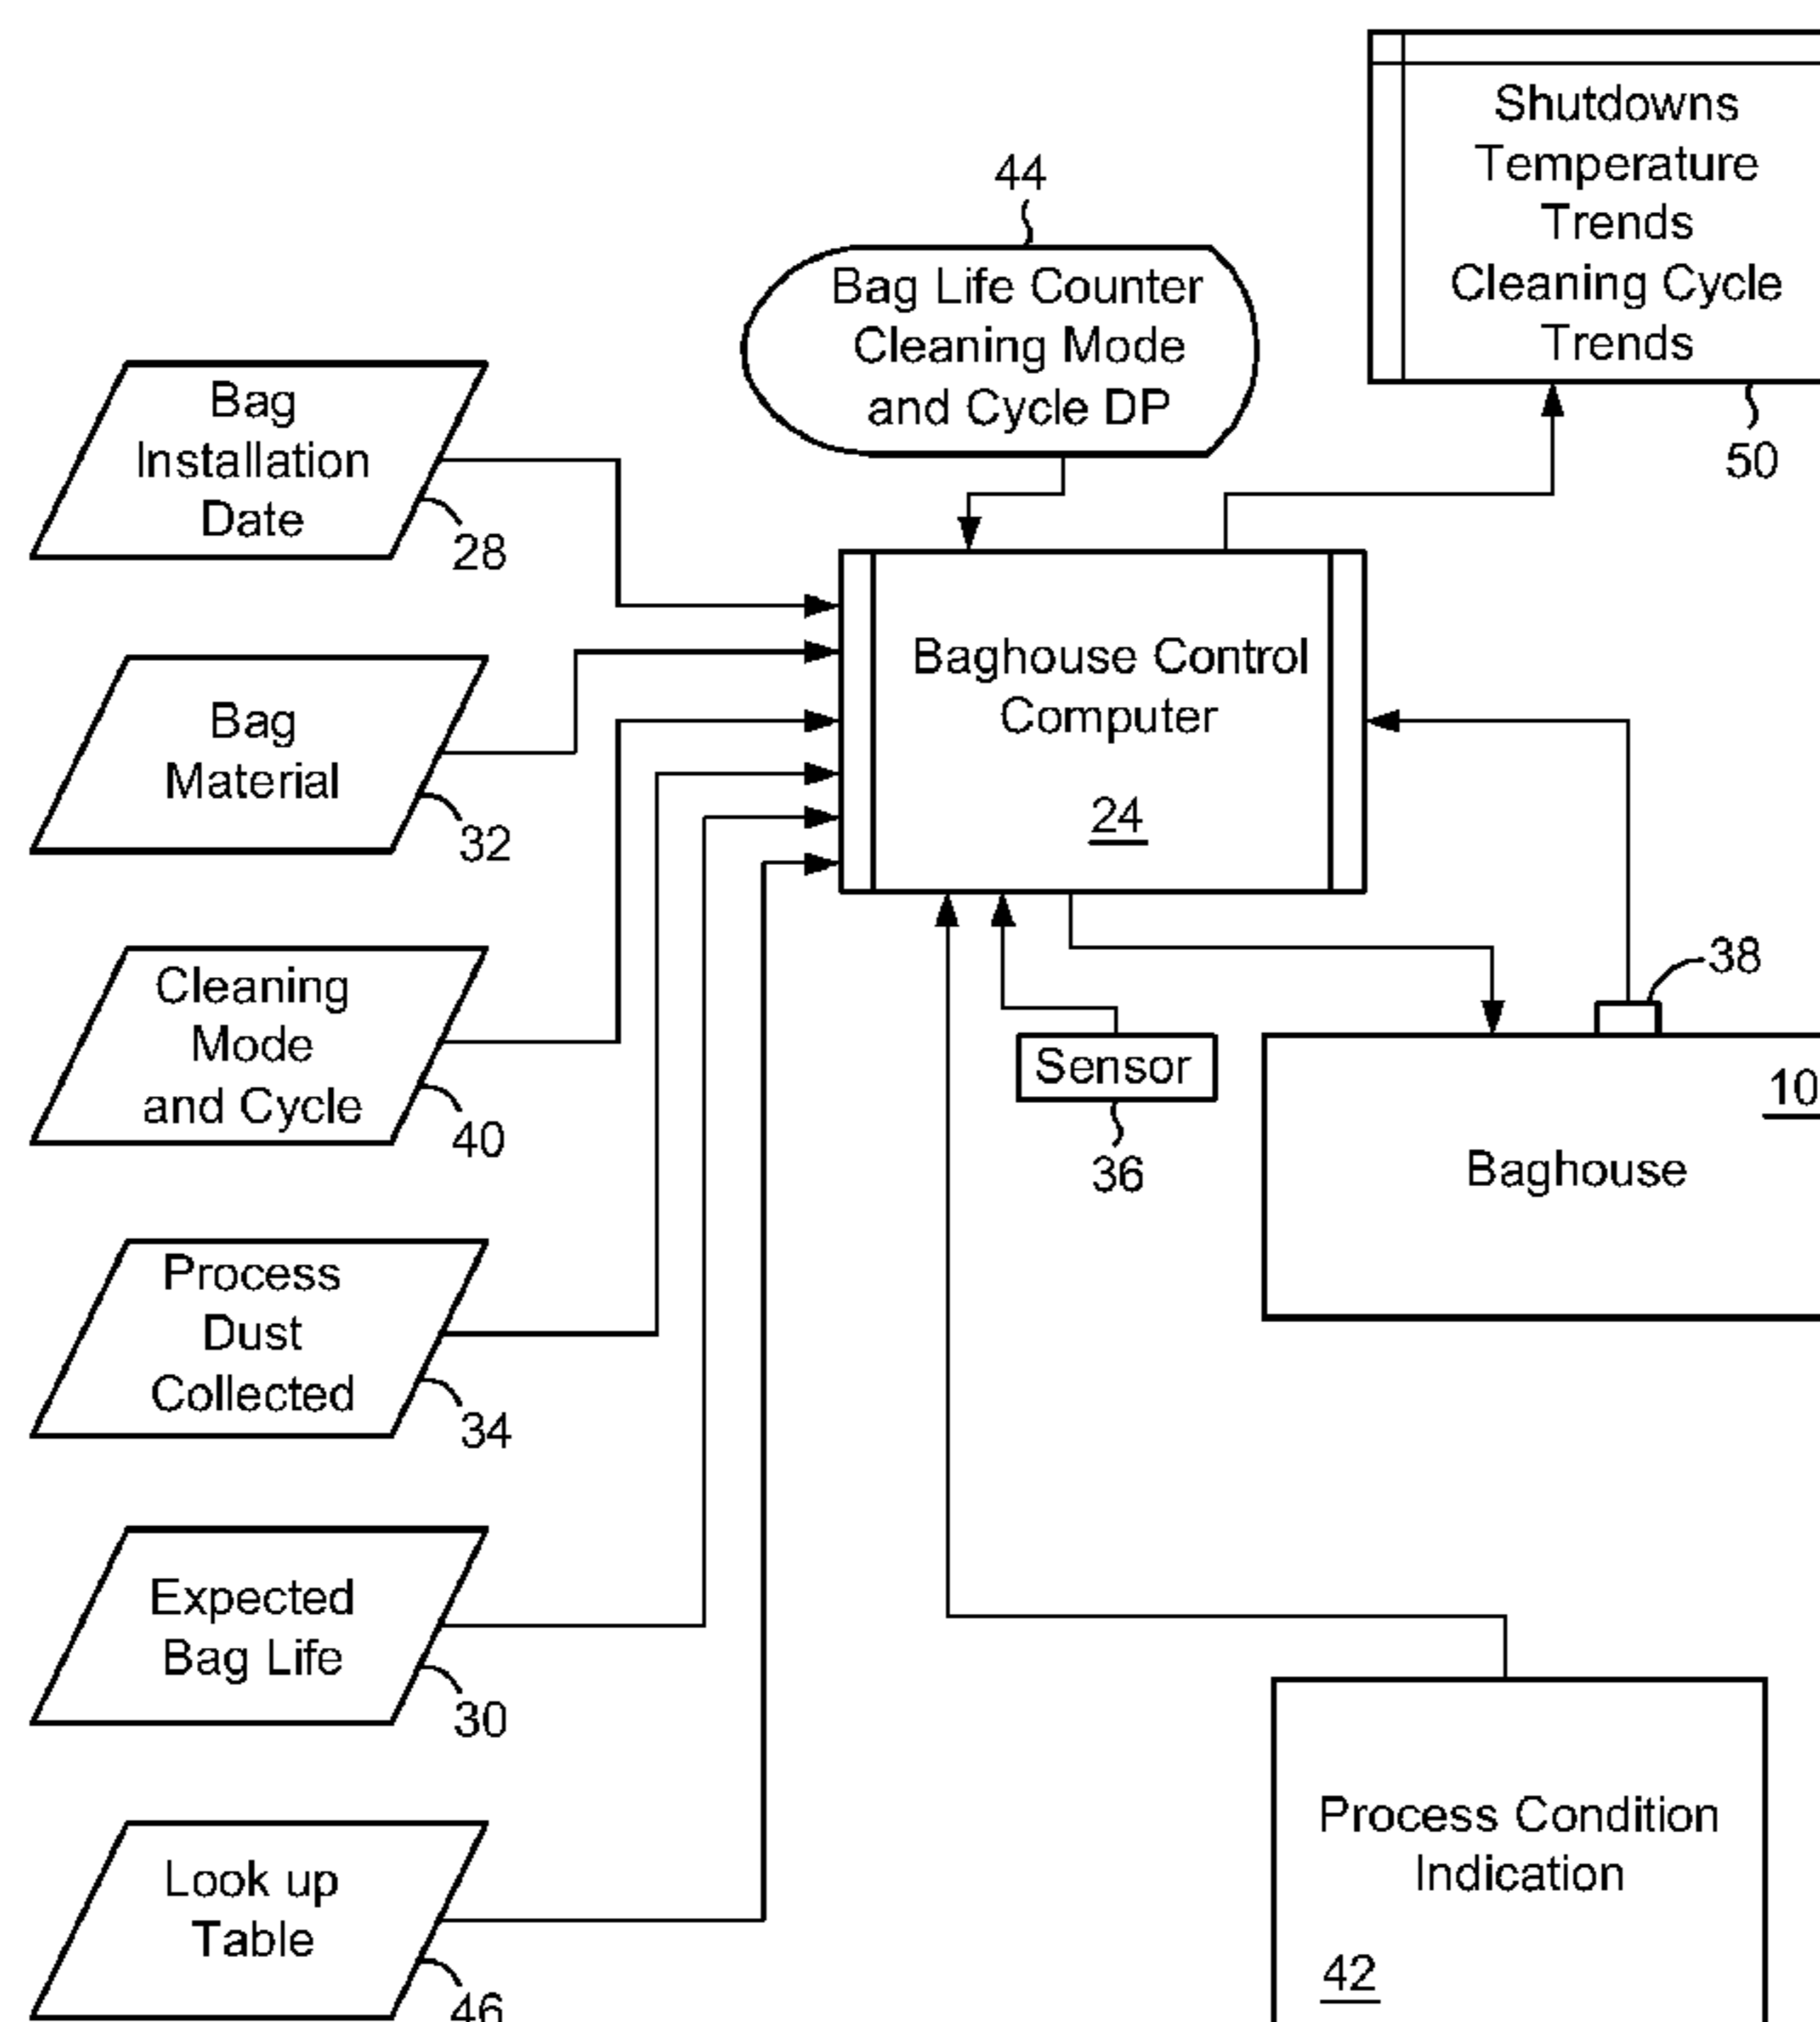 Shutdowns
Temperature
Trends
Cleaning Cycle
Trends
50
44
Bag Life Counter
Cleaning Mode
and Cycle DP
Bag
Installation
Date
28
Bag
Material
32
Cleaning
Mode
and Cycle
40
Process
Dust
Collected
34
Expected
Bag Life
30
Look up
Table
46
Baghouse Control
Computer
24
38
Sensor
36
10
Baghouse
Process Condition
Indication
42